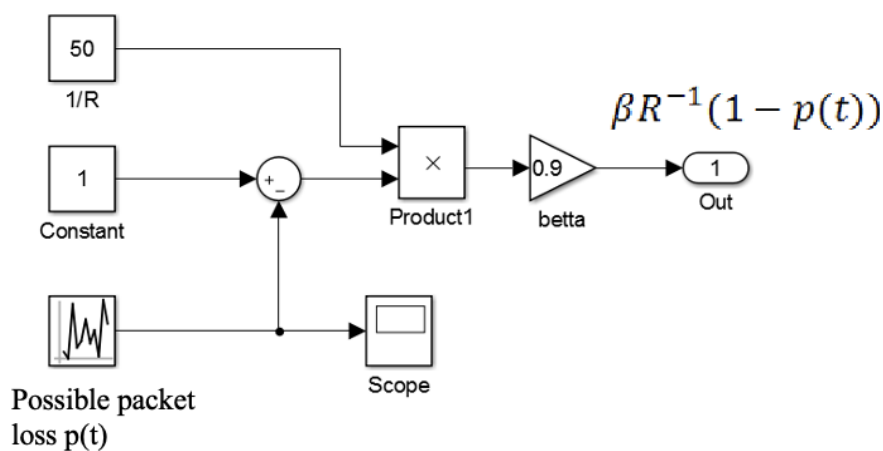 50
1/R
βR⁻¹(1 − p(t))
1
Constant
+
−
×
Product1
0.9
betta
1
Out
Scope
Possible packet
loss p(t)